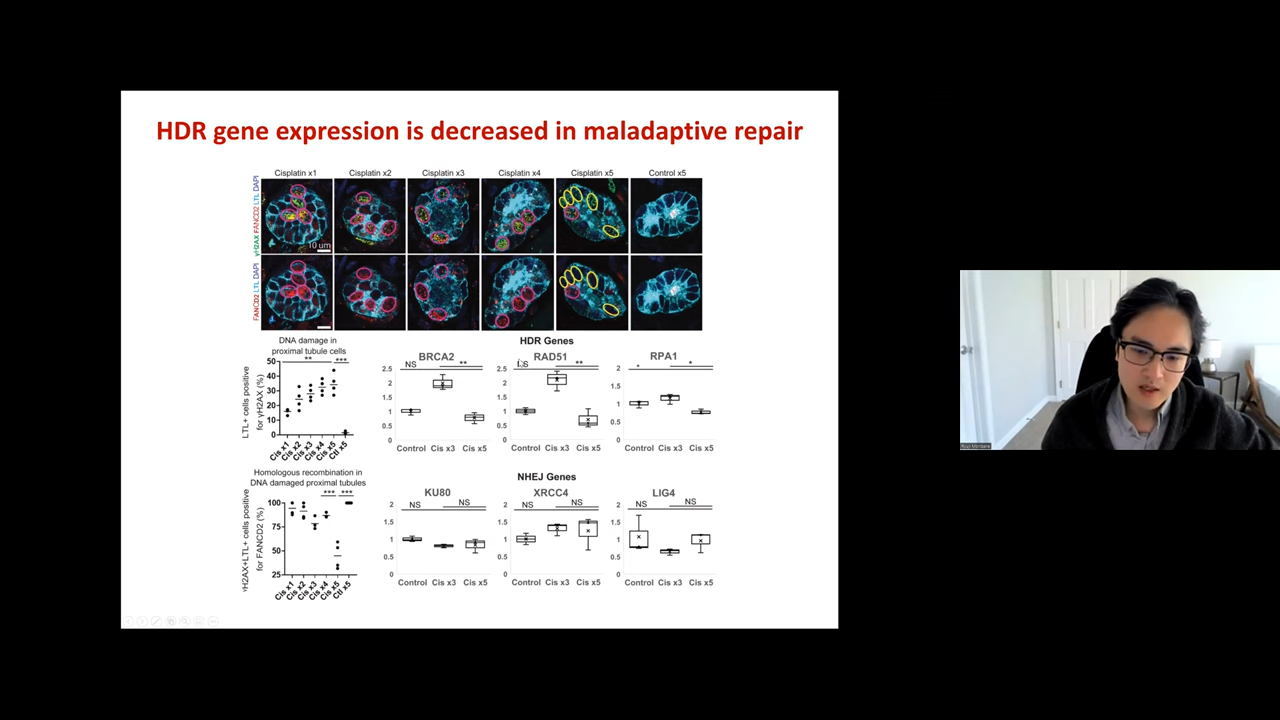 HDR gene expression is decreased in maladaptive repair
Cisplatin x1 Cisplatin x2 Cisplatin x3 Cisplatin x4 Cisplatin x5 Control x5
γH2AX FANCD2 LTL DAPI
10 um
FANCD2 LTL DAPI
DNA damage in
proximal tubule cells
** ***
LTL+ cells positive
for γH2AX (%)
50
40
30
20
10
0
Cis x1 Cis x2 Cis x3 Cis x4 Cis x5 Ctl x5
HDR Genes
BRCA2
NS **
2.5
2
1.5
1
0.5
0
Control Cis x3 Cis x5
RAD51
NS **
2.5
2
1.5
1
0.5
0
Control Cis x3 Cis x5
RPA1
* *
2
1.5
1
0.5
0
Control Cis x3 Cis x5
Homologous recombination in
DNA damaged proximal tubules
*** ***
γH2AX+LTL+ cells positive
for FANCD2 (%)
100
75
50
25
Cis x1 Cis x2 Cis x3 Cis x4 Cis x5 Ctl x5
NHEJ Genes
KU80
NS NS
2
1.5
1
0.5
0
Control Cis x3 Cis x5
XRCC4
NS NS
2
1.5
1
0.5
0
Control Cis x3 Cis x5
LIG4
NS NS
2
1.5
1
0.5
0
Control Cis x3 Cis x5